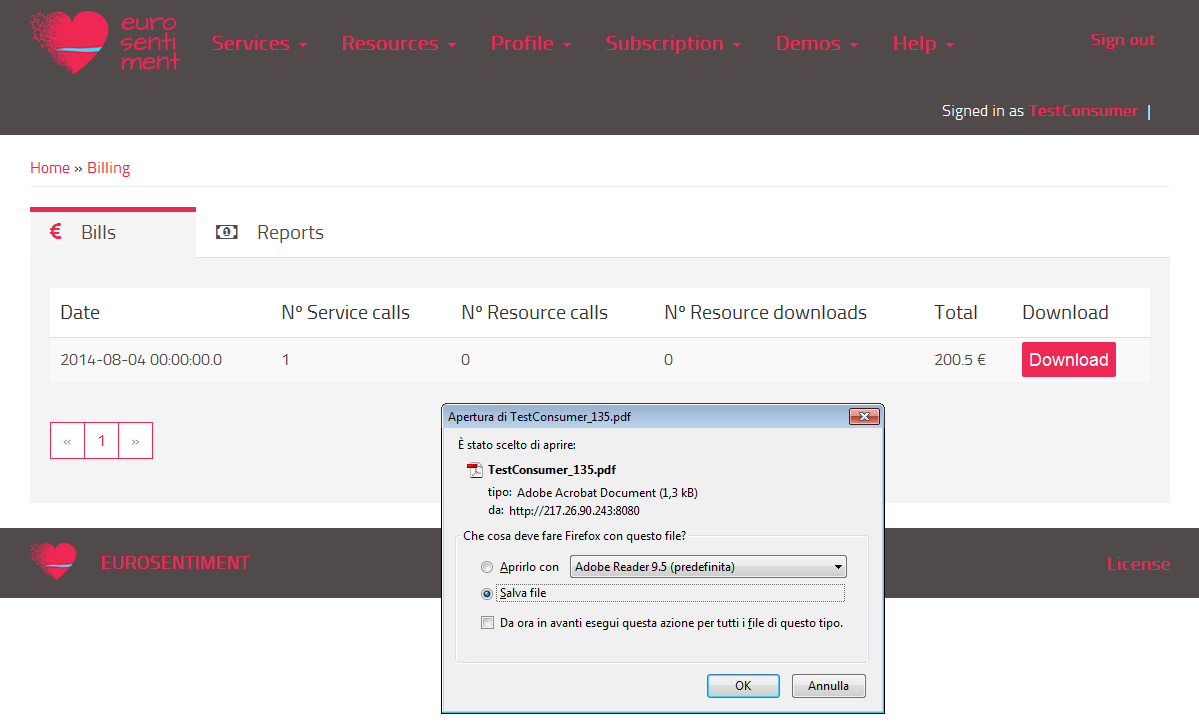 euro
senti
ment
Services Resources Profile Subscription Demos Help Sign out
Signed in as TestConsumer |
Home » Billing
€ Bills Reports
Date Nº Service calls Nº Resource calls Nº Resource downloads Total Download
2014-08-04 00:00:00.0 1 0 0 200.5 € Download
« 1 »
Apertura di TestConsumer_135.pdf
È stato scelto di aprire:
TestConsumer_135.pdf
tipo: Adobe Acrobat Document (1,3 kB)
da: http://217.26.90.243:8080
Che cosa deve fare Firefox con questo file?
Aprirlo con Adobe Reader 9.5 (predefinita)
Salva file
Da ora in avanti esegui questa azione per tutti i file di questo tipo.
OK Annulla
EUROSENTIMENT License